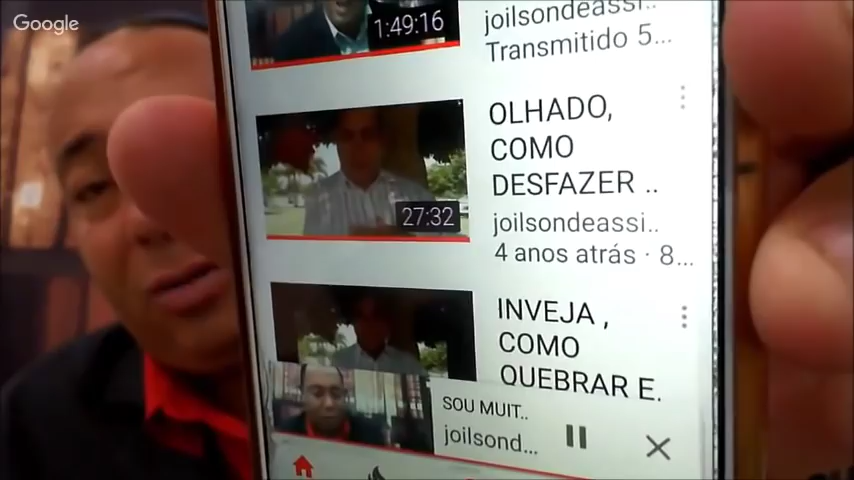 Google
1:49:16
joilsondeassi..
Transmitido 5...
OLHADO,
COMO
DESFAZER ..
27:32
joilsondeassi..
4 anos atrás · 8...
INVEJA ,
COMO
QUEBRAR E.
SOU MUIT..
joilsond...